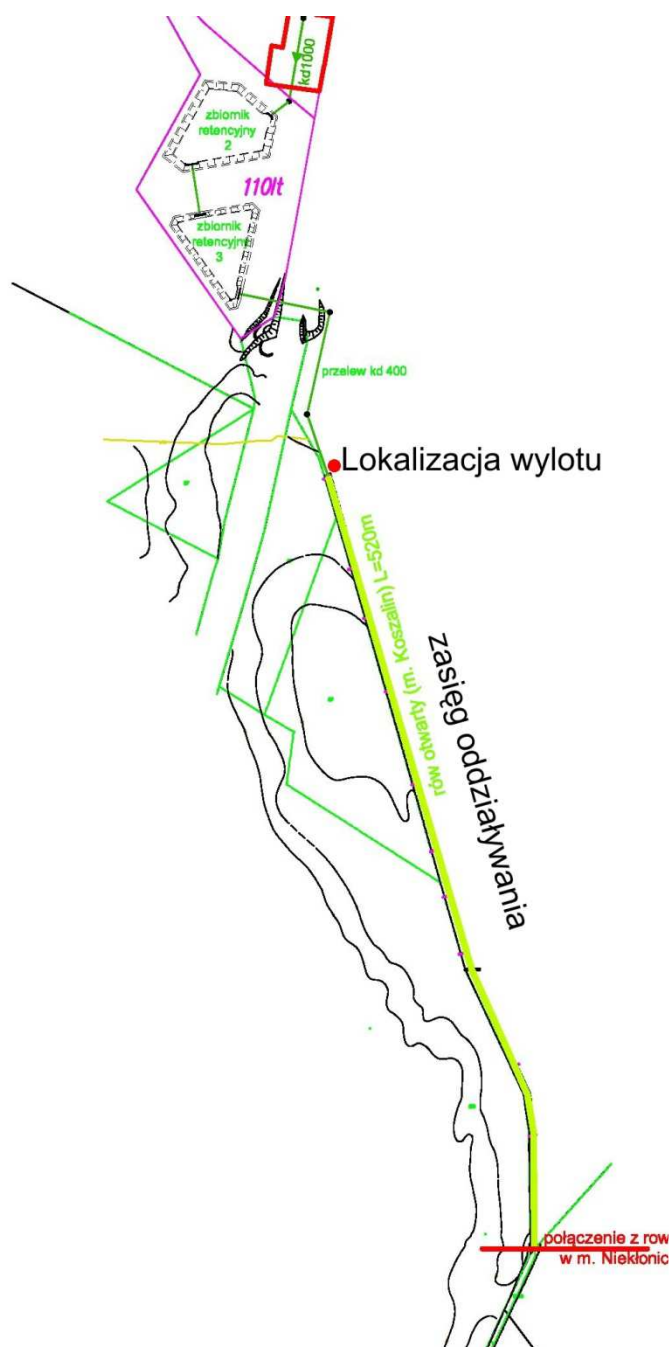 kd1000
zbiornik
retencyjny
2
110lt
zbiornik
retencyjny
3
przelew kd 400
Lokalizacja wylotu
rów otwarty (m. Koszalin) L=520m
zasięg oddziaływania
połączenie z row
w m. Niekłonic